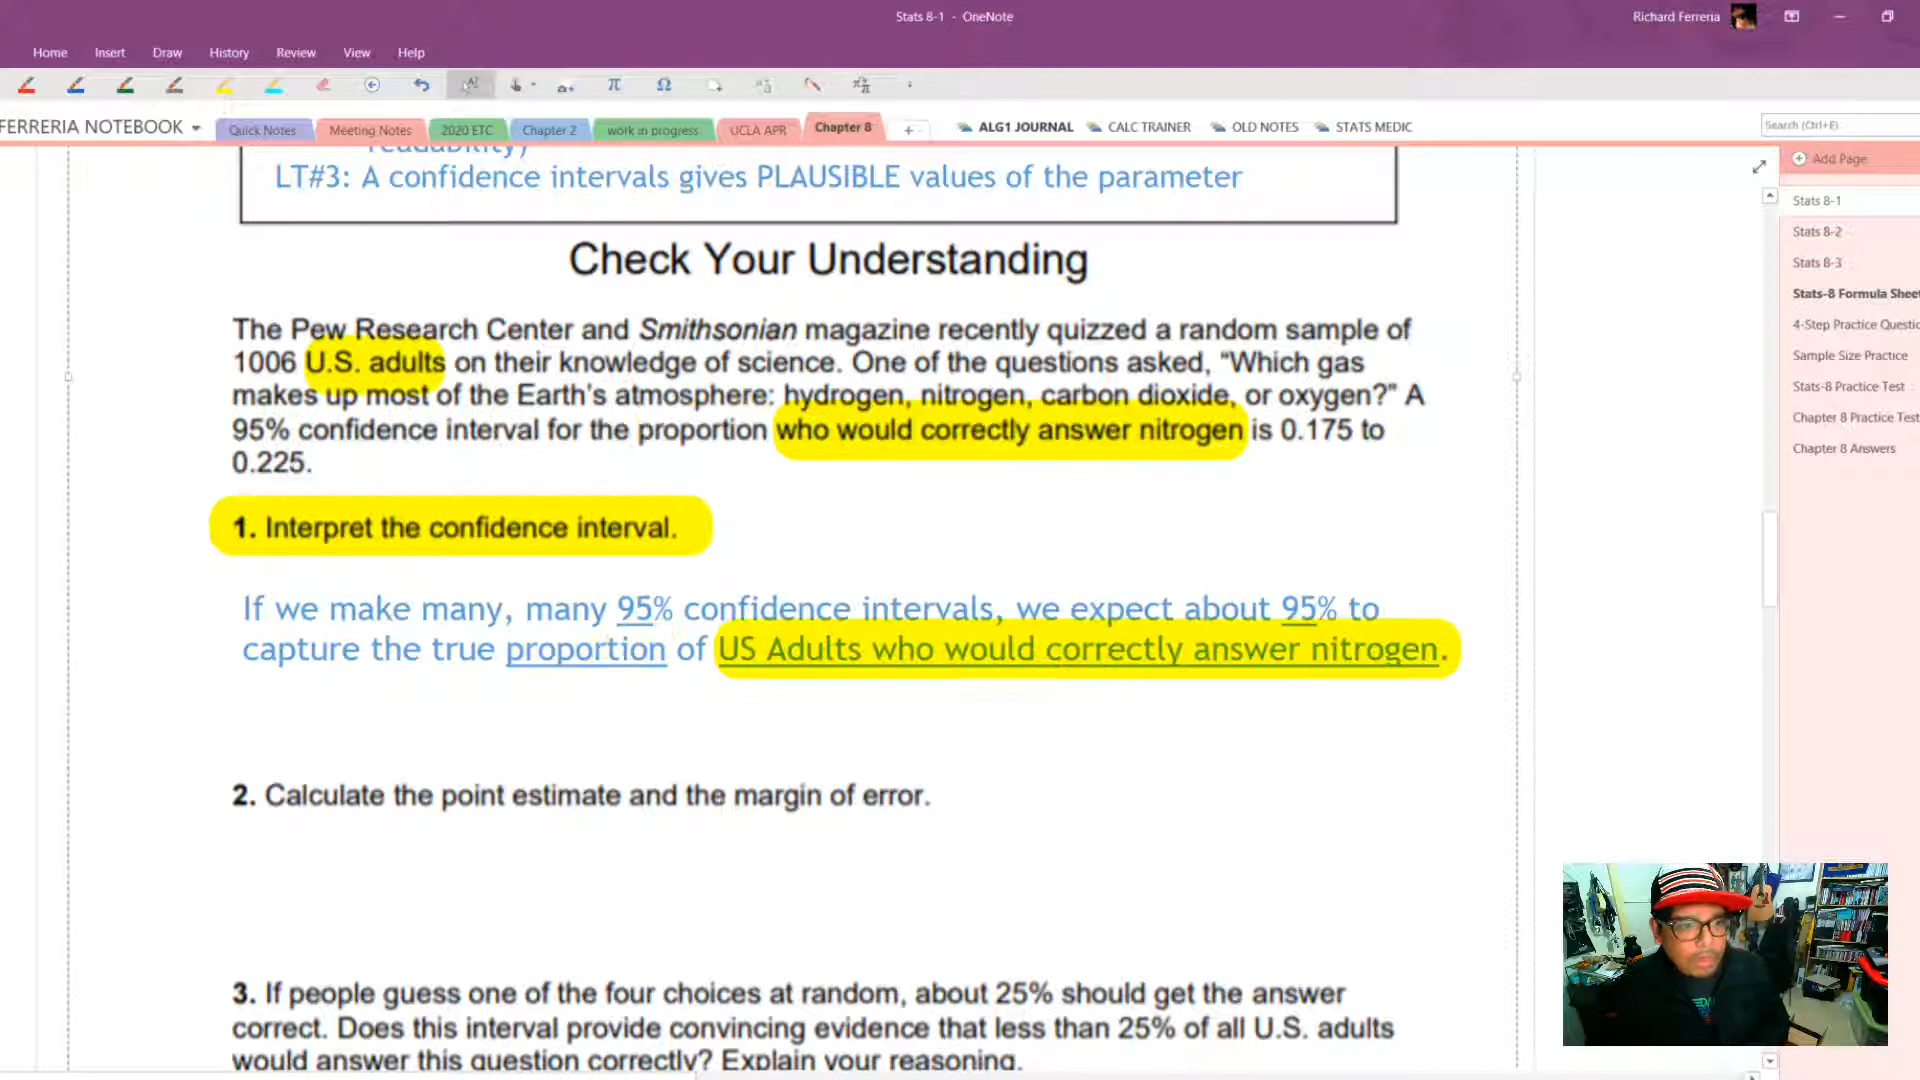 Stats 8-1 - OneNote
Richard Ferreria
Home Insert Draw History Review View Help
FERRERIA NOTEBOOK
Quick Notes Meeting Notes 2020 ETC Chapter 2 work in progress UCLA APR Chapter 8 + ALG1 JOURNAL CALC TRAINER OLD NOTES STATS MEDIC
Search (Ctrl+E)
Add Page
Stats 8-1
Stats 8-2
Stats 8-3
Stats-8 Formula Sheet
4-Step Practice Questio
Sample Size Practice
Stats-8 Practice Test
Chapter 8 Practice Test
Chapter 8 Answers
readability)
LT#3: A confidence intervals gives PLAUSIBLE values of the parameter
Check Your Understanding
The Pew Research Center and Smithsonian magazine recently quizzed a random sample of
1006 U.S. adults on their knowledge of science. One of the questions asked, “Which gas
makes up most of the Earth’s atmosphere: hydrogen, nitrogen, carbon dioxide, or oxygen?” A
95% confidence interval for the proportion who would correctly answer nitrogen is 0.175 to
0.225.
1. Interpret the confidence interval.
If we make many, many 95% confidence intervals, we expect about 95% to
capture the true proportion of US Adults who would correctly answer nitrogen.
2. Calculate the point estimate and the margin of error.
3. If people guess one of the four choices at random, about 25% should get the answer
correct. Does this interval provide convincing evidence that less than 25% of all U.S. adults
would answer this question correctly? Explain your reasoning.